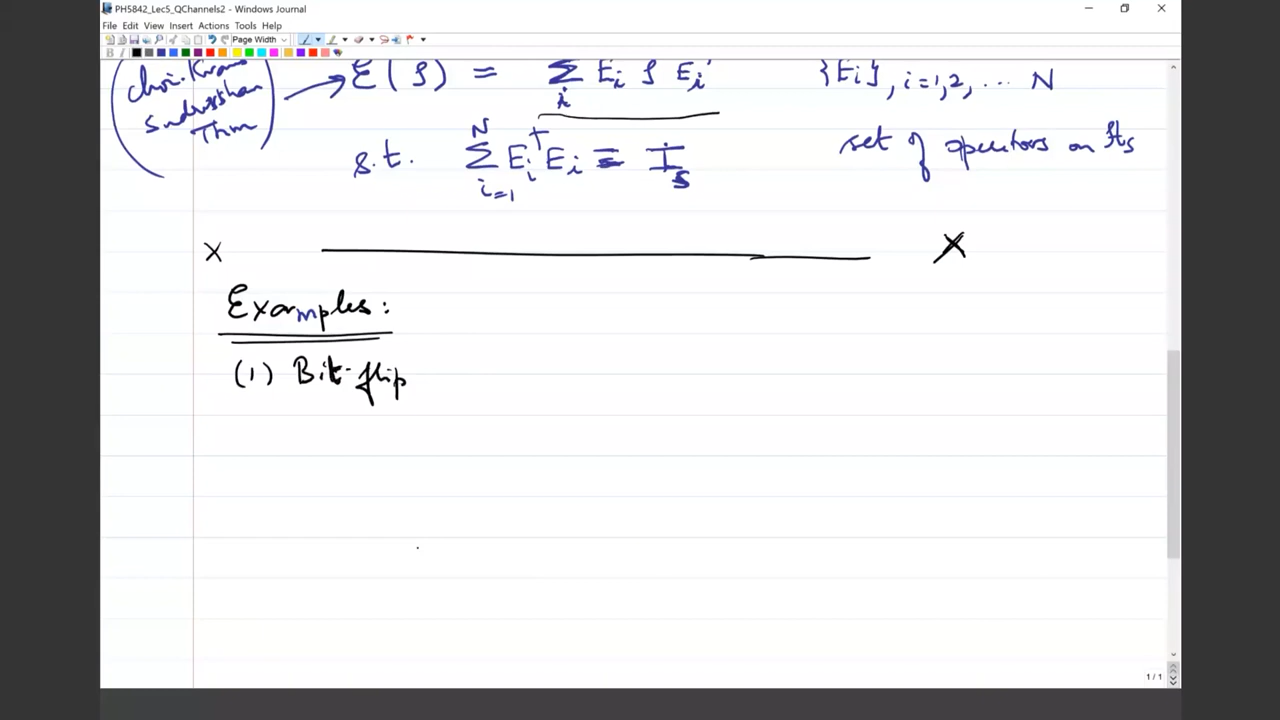 PH5842_Lec5_QChannels2 - Windows Journal
File Edit View Insert Actions Tools Help
Page Width
B I
Choi-Kraus
Sudarshan
Thm
ℰ(ρ) = Σ_i E_i ρ E_i† {E_i}, i=1,2, ... N
s.t. Σ_{i=1}^N E_i† E_i = I_S set of operators on ℋ_S
X X
Examples:
(1) Bit-flip
1 / 1